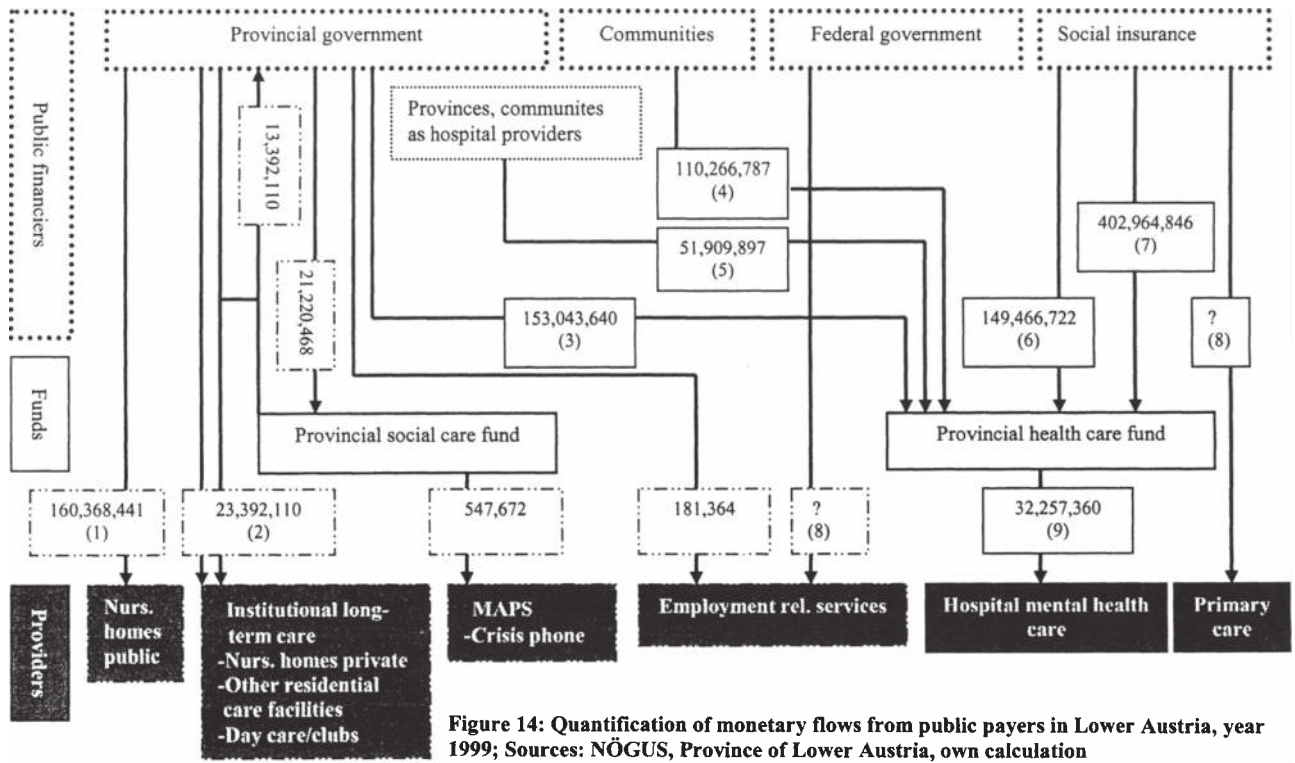 Provincial government
Communities
Federal government
Social insurance
Public financiers
13,392,110
Provinces, communites
as hospital providers
110,266,787
(4)
402,964,846
(7)
51,909,897
(5)
21,220,468
153,043,640
(3)
149,466,722
(6)
?
(8)
Funds
Provincial social care fund
Provincial health care fund
160,368,441
(1)
23,392,110
(2)
547,672
181,364
?
(8)
32,257,360
(9)
Providers
Nurs.
homes
public
Institutional long-
term care
-Nurs. homes private
-Other residential
care facilities
-Day care/clubs
MAPS
-Crisis phone
Employment rel. services
Hospital mental health
care
Primary
care
Figure 14: Quantification of monetary flows from public payers in Lower Austria, year
1999; Sources: NÖGUS, Province of Lower Austria, own calculation